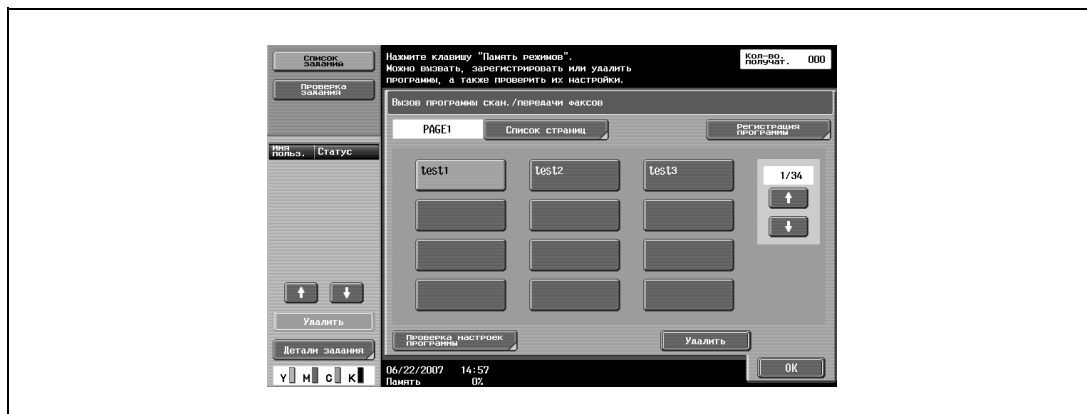 Список
заданий
Проверка
задания
Имя
польз.
Статус
Удалить
Детали задания
Y M C K
Нажмите клавишу "Память режимов".
Можно вызвать, зарегистрировать или удалить
программы, а также проверить их настройки.
Кол-во.
получат.
000
Вызов программы скан./передачи факсов
PAGE1
Список страниц
Регистрация
программы
test1
test2
test3
1/34
Проверка настроек
программы
Удалить
06/22/2007 14:57
Память 0%
OK